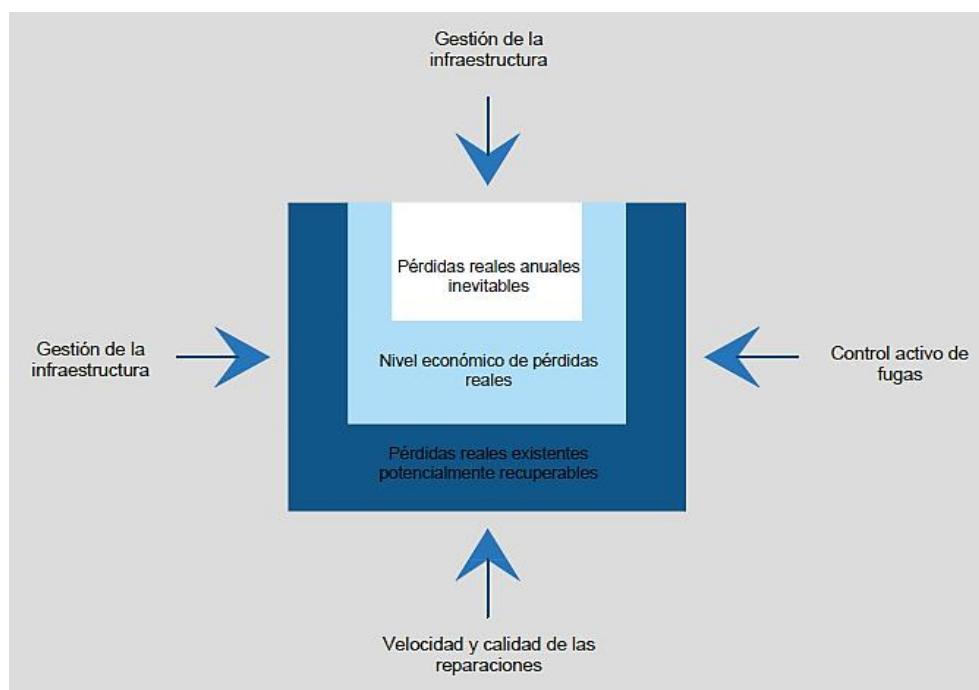 Gestión de la
infraestructura
Pérdidas reales anuales
inevitables
Gestión de la
infraestructura
Nivel económico de pérdidas
reales
Control activo de
fugas
Pérdidas reales existentes
potencialmente recuperables
Velocidad y calidad de las
reparaciones